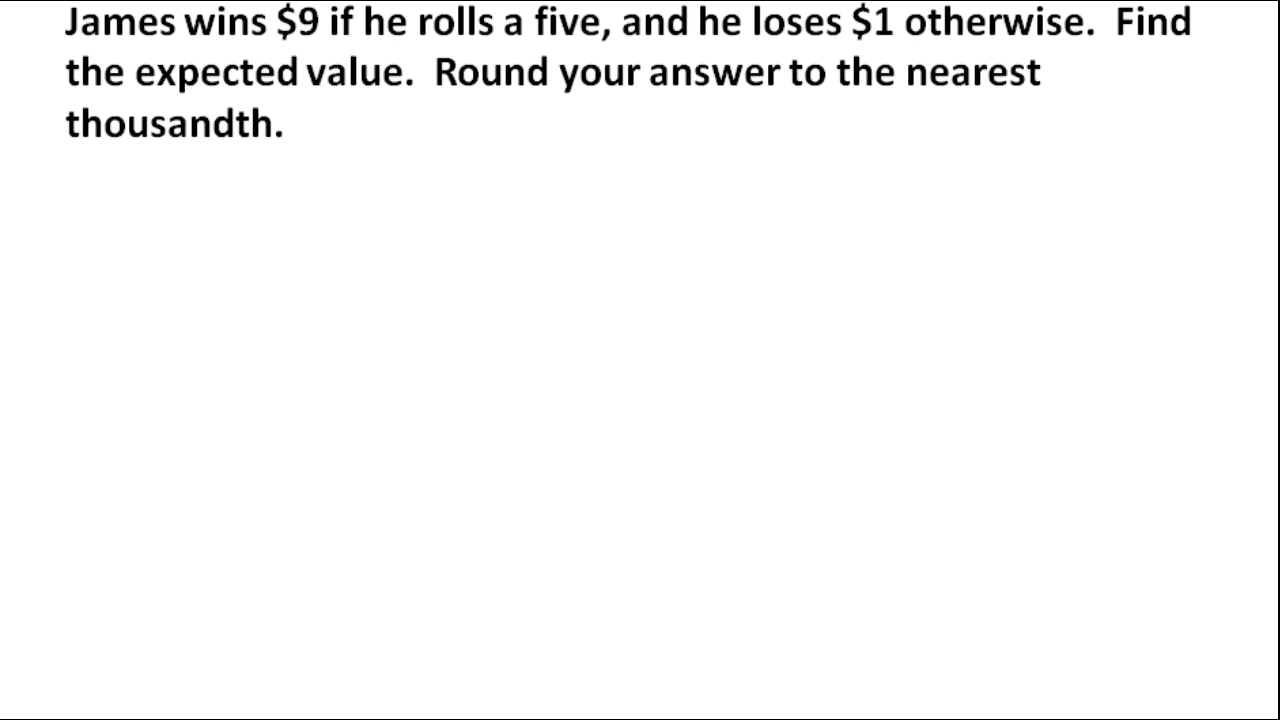 James wins $9 if he rolls a five, and he loses $1 otherwise.  Find
the expected value.  Round your answer to the nearest
thousandth.